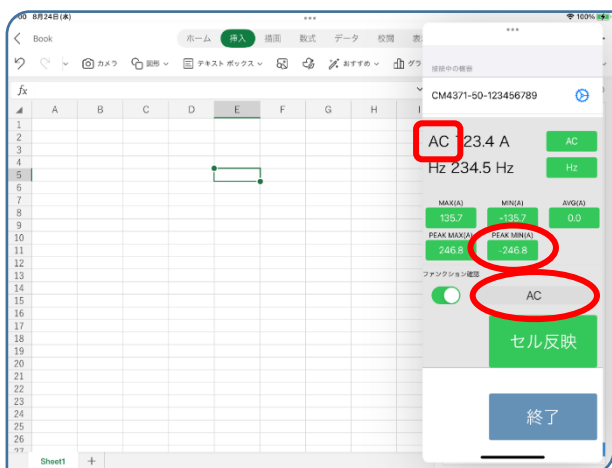 8月24日(水)
100%
Book
ホーム 挿入 描画 数式 データ 校閲
カメラ 図形 テキスト ボックス おすすめ
fx
A B C D E F G H I
1
2
3
4
5
6
7
8
9
10
11
12
13
14
15
16
17
18
19
20
21
22
23
24
25
26
27
Sheet1 +
接続中の機器
CM4371-50-123456789
AC 123.4 A AC
Hz 234.5 Hz Hz
MAX(A) MIN(A) AVG(A)
135.7 -135.7 0.0
PEAK MAX(A) PEAK MIN(A)
246.8 -246.8
ファンクション確認
AC
セル反映
終了